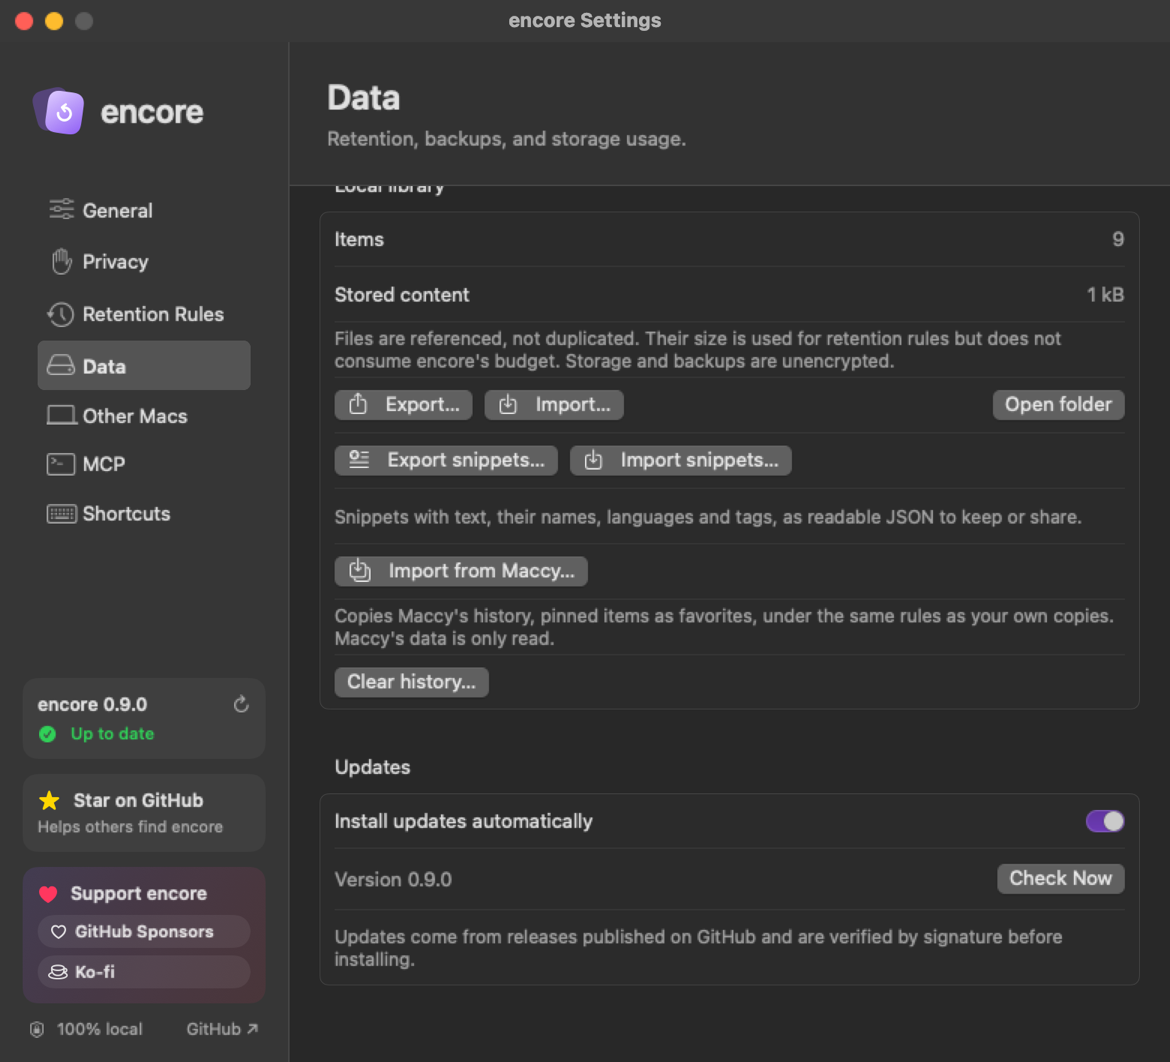 encore Settings
encore
General
Privacy
Retention Rules
Data
Other Macs
MCP
Shortcuts
encore 0.9.0
Up to date
Star on GitHub
Helps others find encore
Support encore
GitHub Sponsors
Ko-fi
100% local
GitHub ↗
Data
Retention, backups, and storage usage.
Local library
Items 9
Stored content 1 kB
Files are referenced, not duplicated. Their size is used for retention rules but does not
consume encore's budget. Storage and backups are unencrypted.
Export... Import... Open folder
Export snippets... Import snippets...
Snippets with text, their names, languages and tags, as readable JSON to keep or share.
Import from Maccy...
Copies Maccy's history, pinned items as favorites, under the same rules as your own copies.
Maccy's data is only read.
Clear history...
Updates
Install updates automatically
Version 0.9.0 Check Now
Updates come from releases published on GitHub and are verified by signature before
installing.